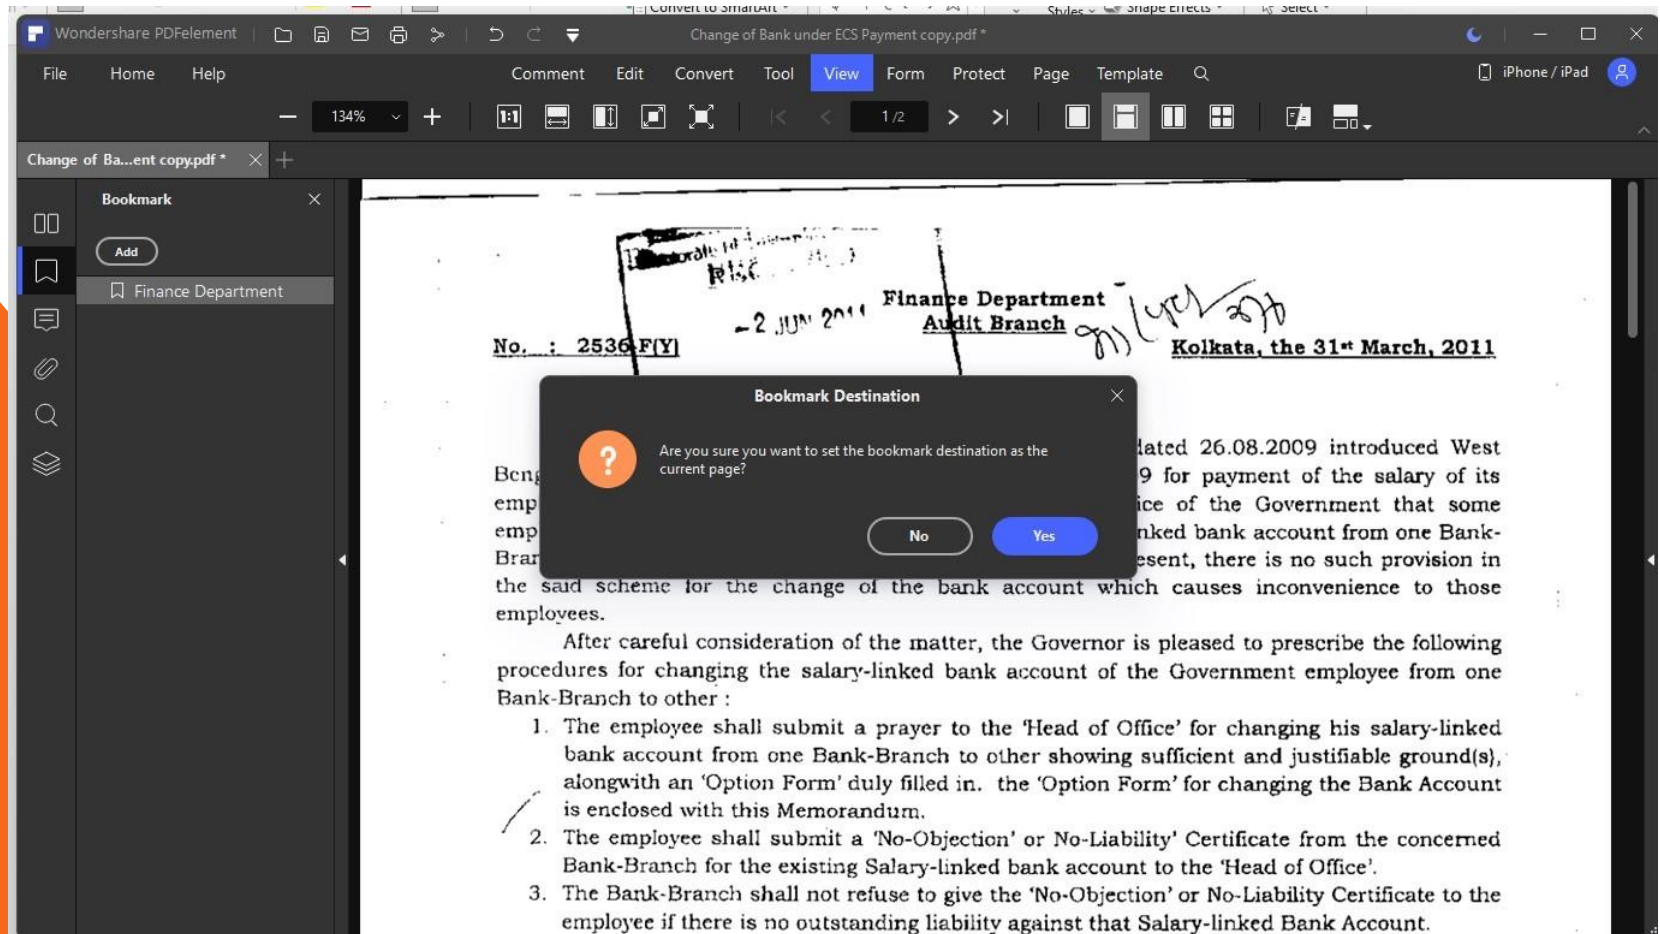 Convert to SmartArt
Styles
Shape Effects
Select
Wondershare PDFelement
Change of Bank under ECS Payment copy.pdf *
File
Home
Help
Comment
Edit
Convert
Tool
View
Form
Protect
Page
Template
iPhone / iPad
134%
1:1
1 /2
Change of Ba...ent copy.pdf *
Bookmark
Add
Finance Department
- 2 JUN 2011
Finance Department
Audit Branch
No. : 2536-F(Y)
Kolkata, the 31st March, 2011
Bookmark Destination
Are you sure you want to set the bookmark destination as the
current page?
No
Yes
dated 26.08.2009 introduced West
9 for payment of the salary of its
emp
ice of the Government that some
emp
nked bank account from one Bank-
Bran
esent, there is no such provision in
the said scheme for the change of the bank account which causes inconvenience to those
employees.
After careful consideration of the matter, the Governor is pleased to prescribe the following
procedures for changing the salary-linked bank account of the Government employee from one
Bank-Branch to other :
1. The employee shall submit a prayer to the 'Head of Office' for changing his salary-linked
bank account from one Bank-Branch to other showing sufficient and justifiable ground(s),
alongwith an 'Option Form' duly filled in. the 'Option Form' for changing the Bank Account
is enclosed with this Memorandum.
2. The employee shall submit a 'No-Objection' or No-Liability' Certificate from the concerned
Bank-Branch for the existing Salary-linked bank account to the 'Head of Office'.
3. The Bank-Branch shall not refuse to give the 'No-Objection' or No-Liability Certificate to the
employee if there is no outstanding liability against that Salary-linked Bank Account.